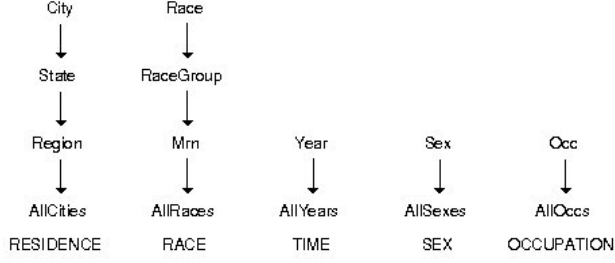 City Race
State RaceGroup
Region Mrn Year Sex Occ
AllCities AllRaces AllYears AllSexes AllOccs
RESIDENCE RACE TIME SEX OCCUPATION